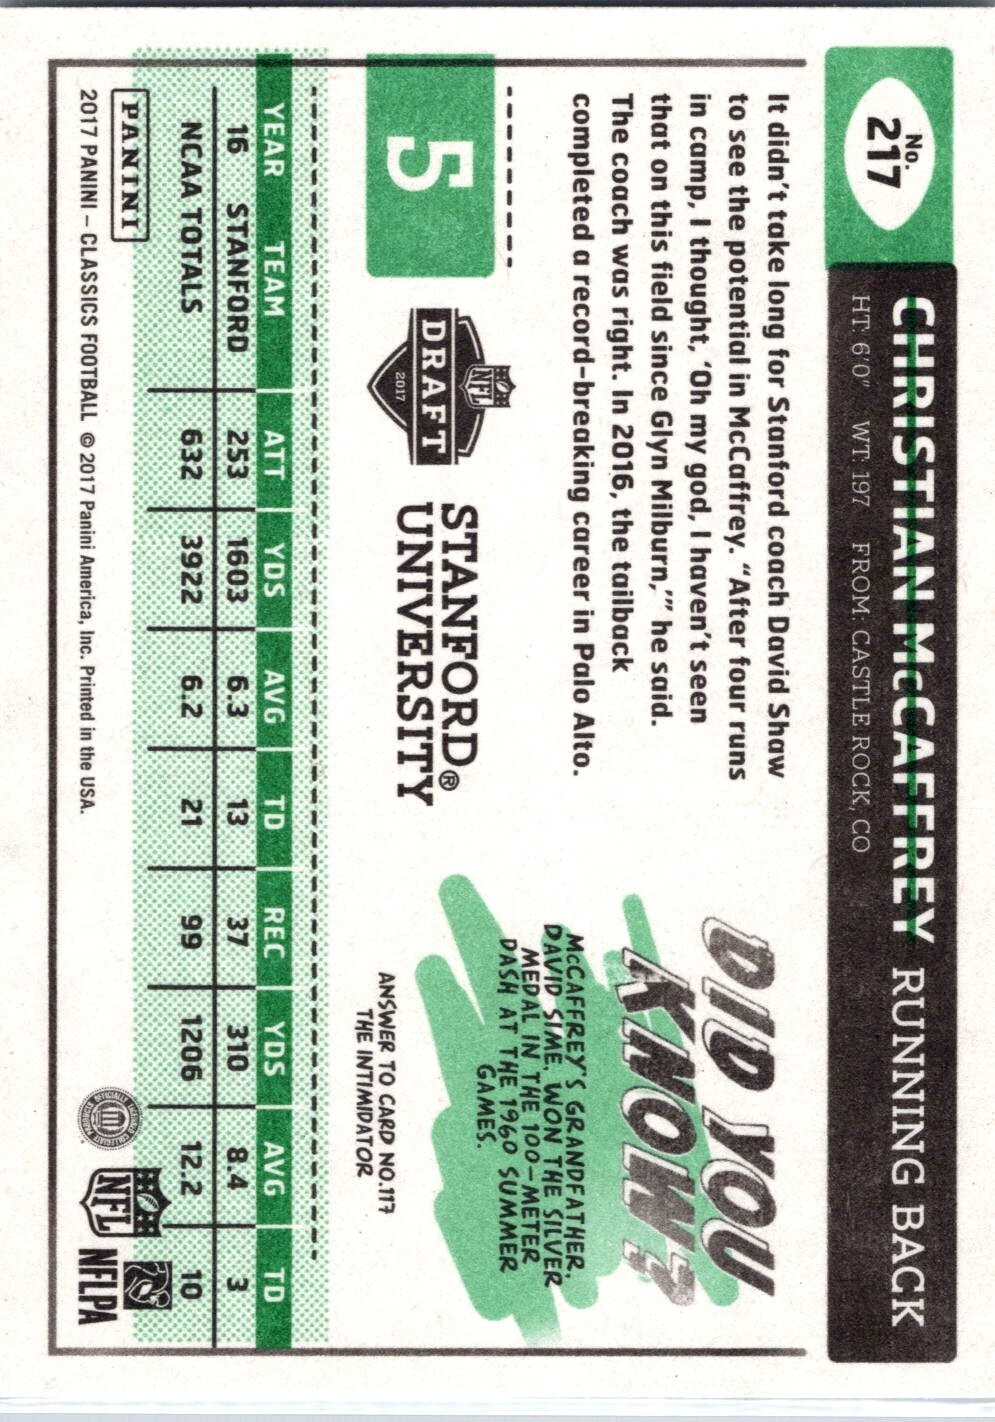 No.
217
CHRISTIAN McCAFFREY RUNNING BACK
HT: 6'0" WT: 197 FROM: CASTLE ROCK, CO
It didn't take long for Stanford coach David Shaw
to see the potential in McCaffrey. "After four runs
in camp, I thought, 'Oh my god, I haven't seen
that on this field since Glyn Milburn,'" he said.
The coach was right. In 2016, the tailback
completed a record-breaking career in Palo Alto.
DID YOU
KNOW?
McCAFFREY'S GRANDFATHER,
DAVID SIME, WON THE SILVER
MEDAL IN THE 100-METER
DASH AT THE 1960 SUMMER
GAMES.
ANSWER TO CARD NO.117
THE INTIMIDATOR
5
NFL
DRAFT
2017
STANFORD®
UNIVERSITY
YEAR TEAM ATT YDS AVG TD REC YDS AVG TD
16 STANFORD 253 1603 6.3 13 37 310 8.4 3
NCAA TOTALS 632 3922 6.2 21 99 1206 12.2 10
PANINI
2017 PANINI – CLASSICS FOOTBALL © 2017 Panini America, Inc. Printed in the USA.
OFFICIALLY LICENSED COLLEGIATE PRODUCT
NFL
NFLPA